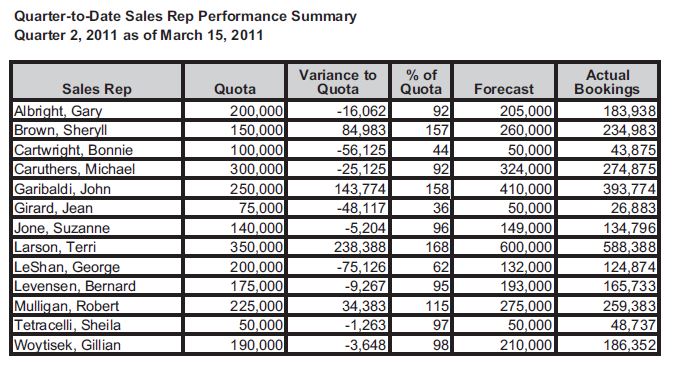 Quarter-to-Date Sales Rep Performance Summary
Quarter 2, 2011 as of March 15, 2011
Sales Rep Quota Variance to Quota % of Quota Forecast Actual Bookings
Albright, Gary 200,000 -16,062 92 205,000 183,938
Brown, Sheryll 150,000 84,983 157 260,000 234,983
Cartwright, Bonnie 100,000 -56,125 44 50,000 43,875
Caruthers, Michael 300,000 -25,125 92 324,000 274,875
Garibaldi, John 250,000 143,774 158 410,000 393,774
Girard, Jean 75,000 -48,117 36 50,000 26,883
Jone, Suzanne 140,000 -5,204 96 149,000 134,796
Larson, Terri 350,000 238,388 168 600,000 588,388
LeShan, George 200,000 -75,126 62 132,000 124,874
Levensen, Bernard 175,000 -9,267 95 193,000 165,733
Mulligan, Robert 225,000 34,383 115 275,000 259,383
Tetracelli, Sheila 50,000 -1,263 97 50,000 48,737
Woytisek, Gillian 190,000 -3,648 98 210,000 186,352